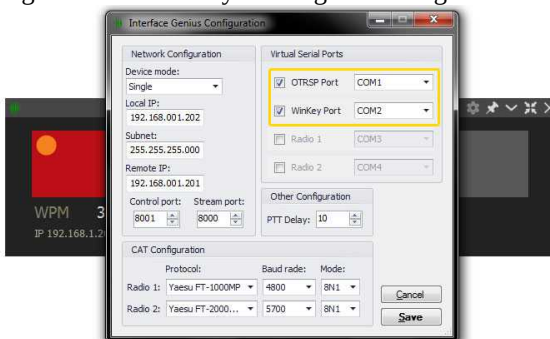 Interface Genius Configuration
Network Configuration
Device mode:
Single
Local IP:
192.168.001.202
Subnet:
255.255.255.000
Remote IP:
192.168.001.201
Control port: Stream port:
8001 8000
Virtual Serial Ports
OTRSP Port COM1
WinKey Port COM2
Radio 1 COM3
Radio 2 COM4
Other Configuration
PTT Delay: 10
CAT Configuration
Protocol: Baud rade: Mode:
Radio 1: Yaesu FT-1000MP 4800 8N1
Radio 2: Yaesu FT-2000... 5700 8N1
Cancel
Save
WPM 3
IP 192.168.1.2